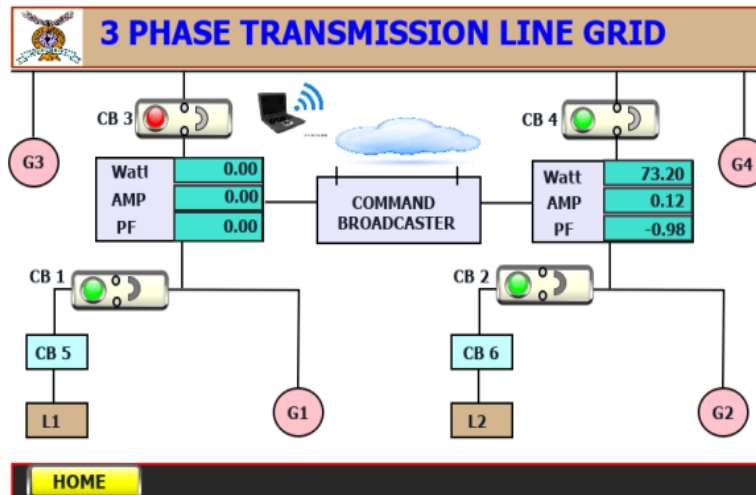 3 PHASE TRANSMISSION LINE GRID
CB 3
CB 4
G3
G4
Watt 0.00
AMP 0.00
PF 0.00
COMMAND
BROADCASTER
Watt 73.20
AMP 0.12
PF -0.98
CB 1
CB 2
CB 5
CB 6
L1
G1
L2
G2
HOME